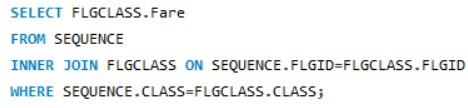 SELECT FLGCLASS.Fare
FROM SEQUENCE
INNER JOIN FLGCLASS ON SEQUENCE.FLGID=FLGCLASS.FLGID
WHERE SEQUENCE.CLASS=FLGCLASS.CLASS;